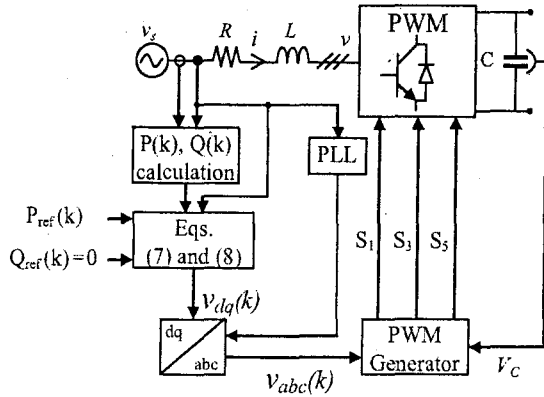 v_s
R
i
L
v
PWM
C
P(k), Q(k)
calculation
PLL
P_ref(k)
Q_ref(k)=0
Eqs.
(7) and (8)
S_1
S_3
S_5
v_dq(k)
dq
abc
v_abc(k)
PWM
Generator
V_C